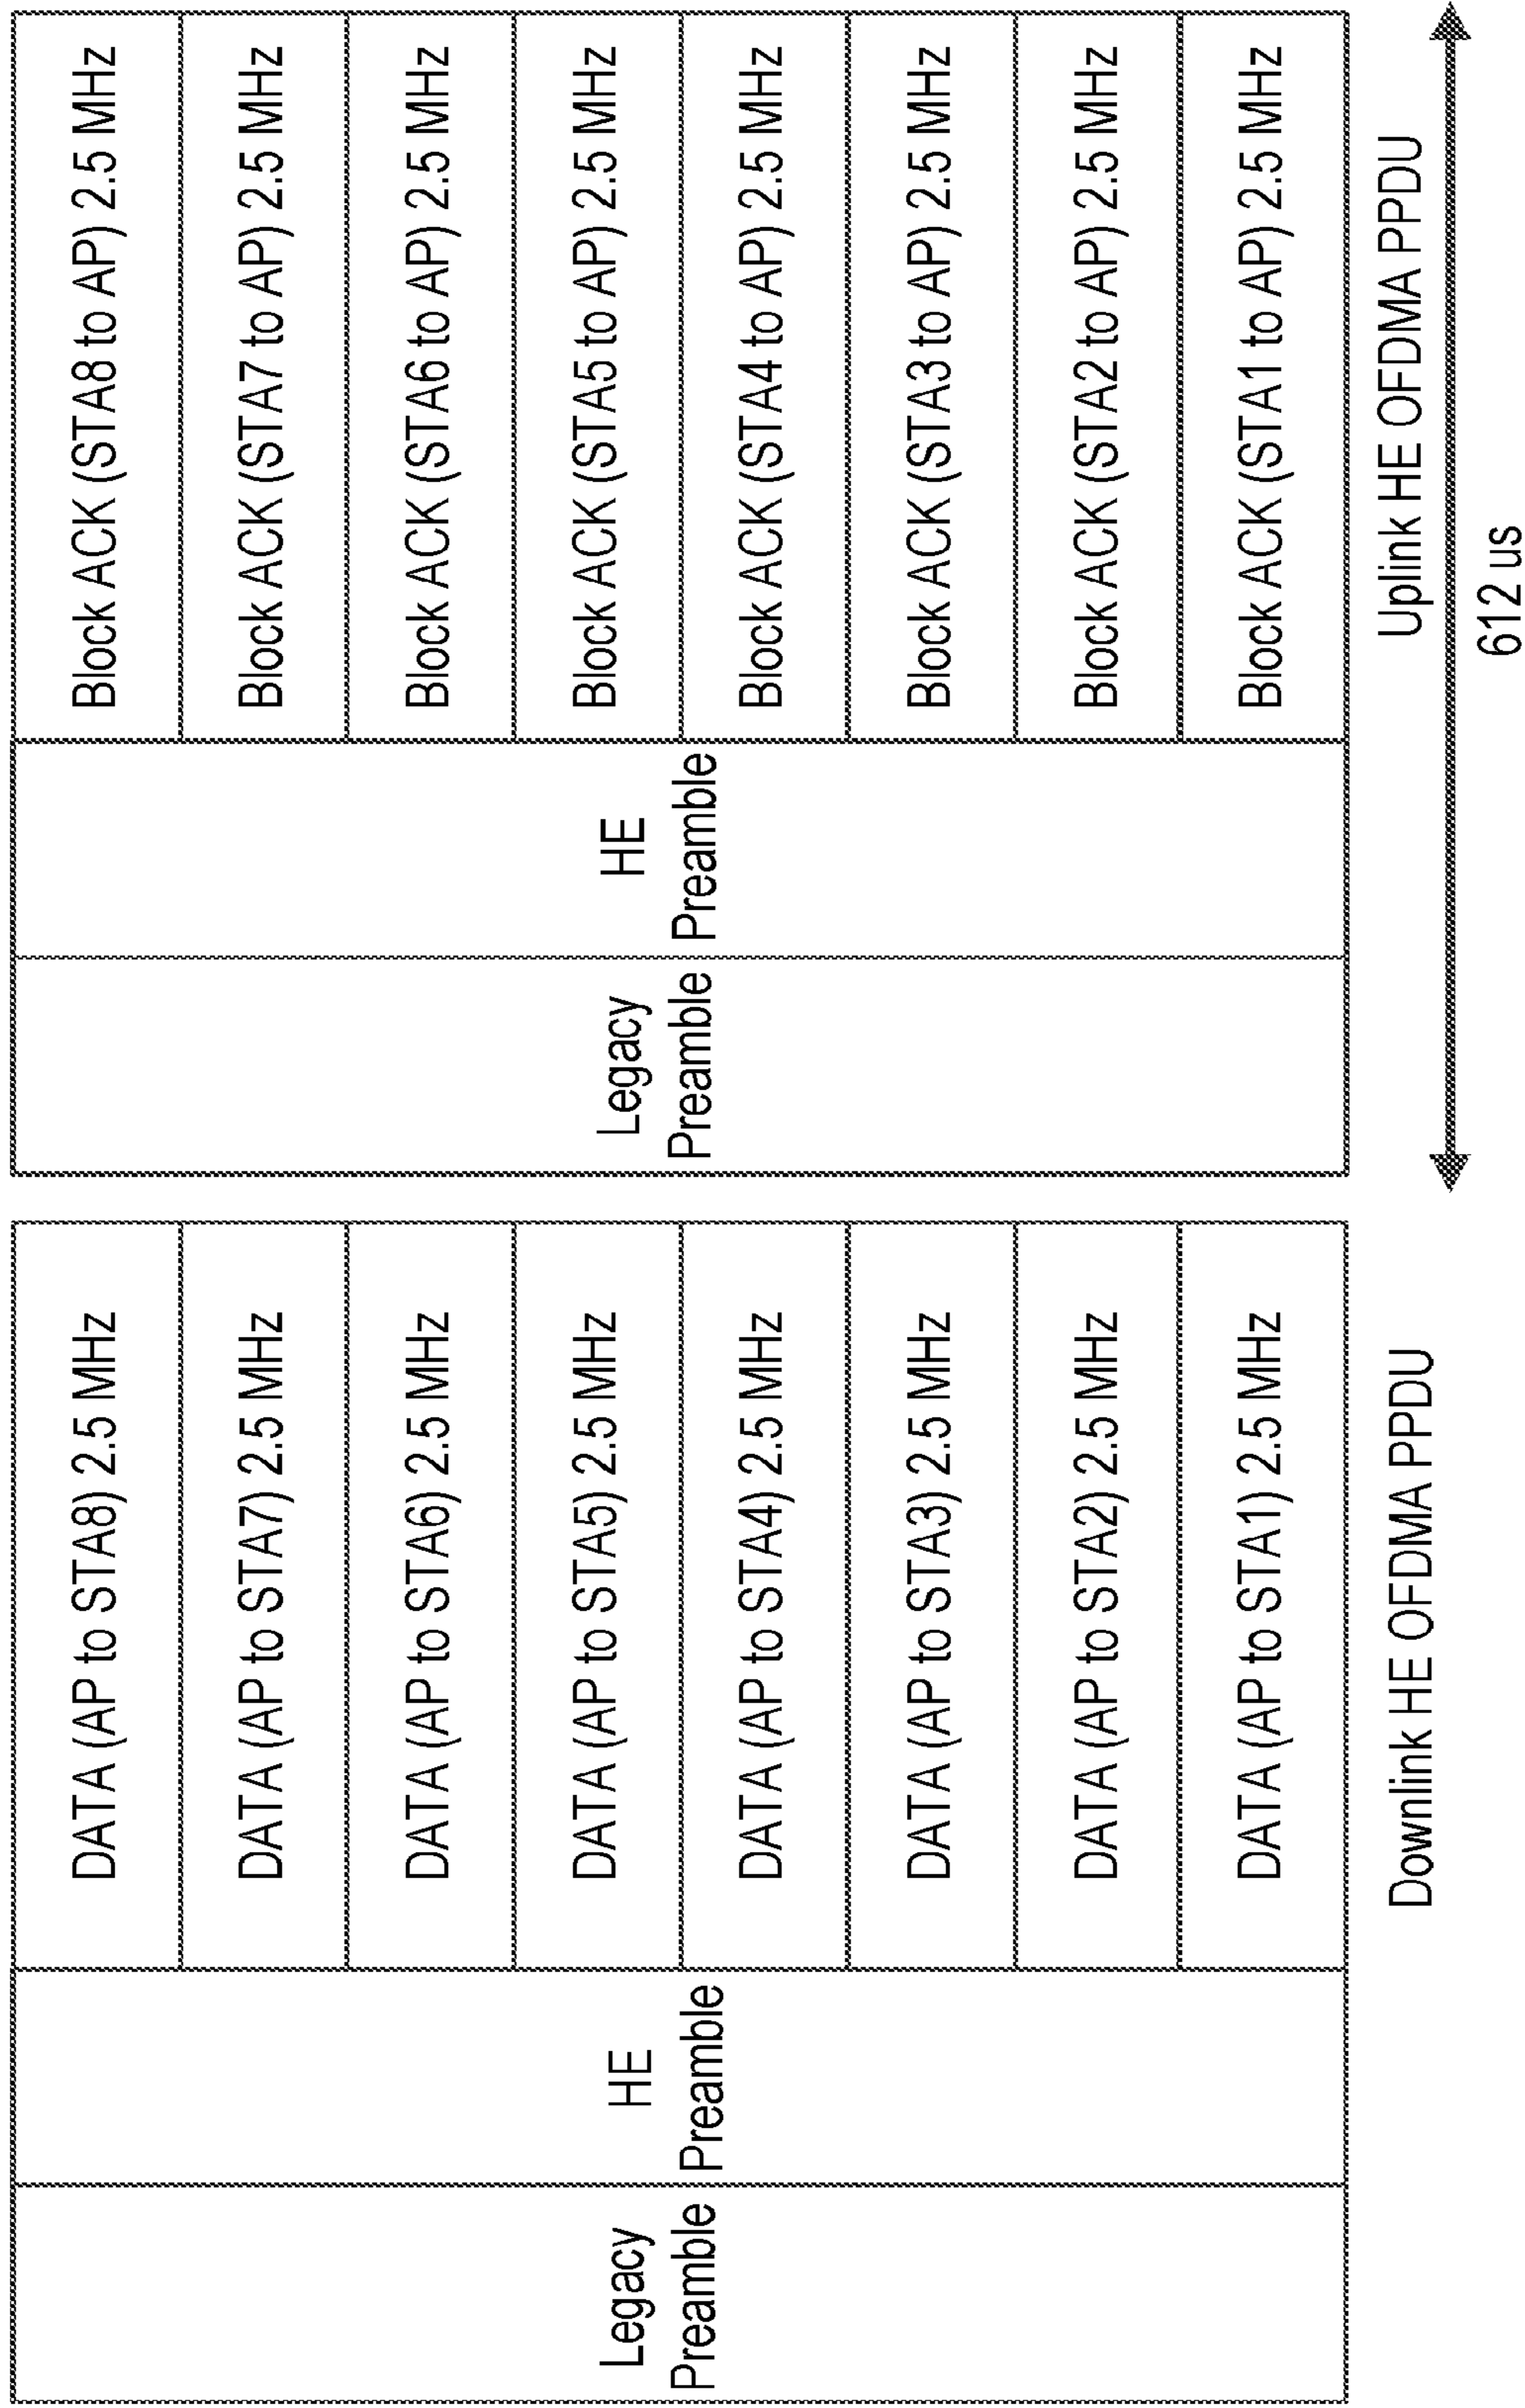 Legacy
Preamble
HE
Preamble
DATA (AP to STA8) 2.5 MHz
DATA (AP to STA7) 2.5 MHz
DATA (AP to STA6) 2.5 MHz
DATA (AP to STA5) 2.5 MHz
DATA (AP to STA4) 2.5 MHz
DATA (AP to STA3) 2.5 MHz
DATA (AP to STA2) 2.5 MHz
DATA (AP to STA1) 2.5 MHz
Downlink HE OFDMA PPDU
Legacy
Preamble
HE
Preamble
Block ACK (STA8 to AP) 2.5 MHz
Block ACK (STA7 to AP) 2.5 MHz
Block ACK (STA6 to AP) 2.5 MHz
Block ACK (STA5 to AP) 2.5 MHz
Block ACK (STA4 to AP) 2.5 MHz
Block ACK (STA3 to AP) 2.5 MHz
Block ACK (STA2 to AP) 2.5 MHz
Block ACK (STA1 to AP) 2.5 MHz
Uplink HE OFDMA PPDU
612 us